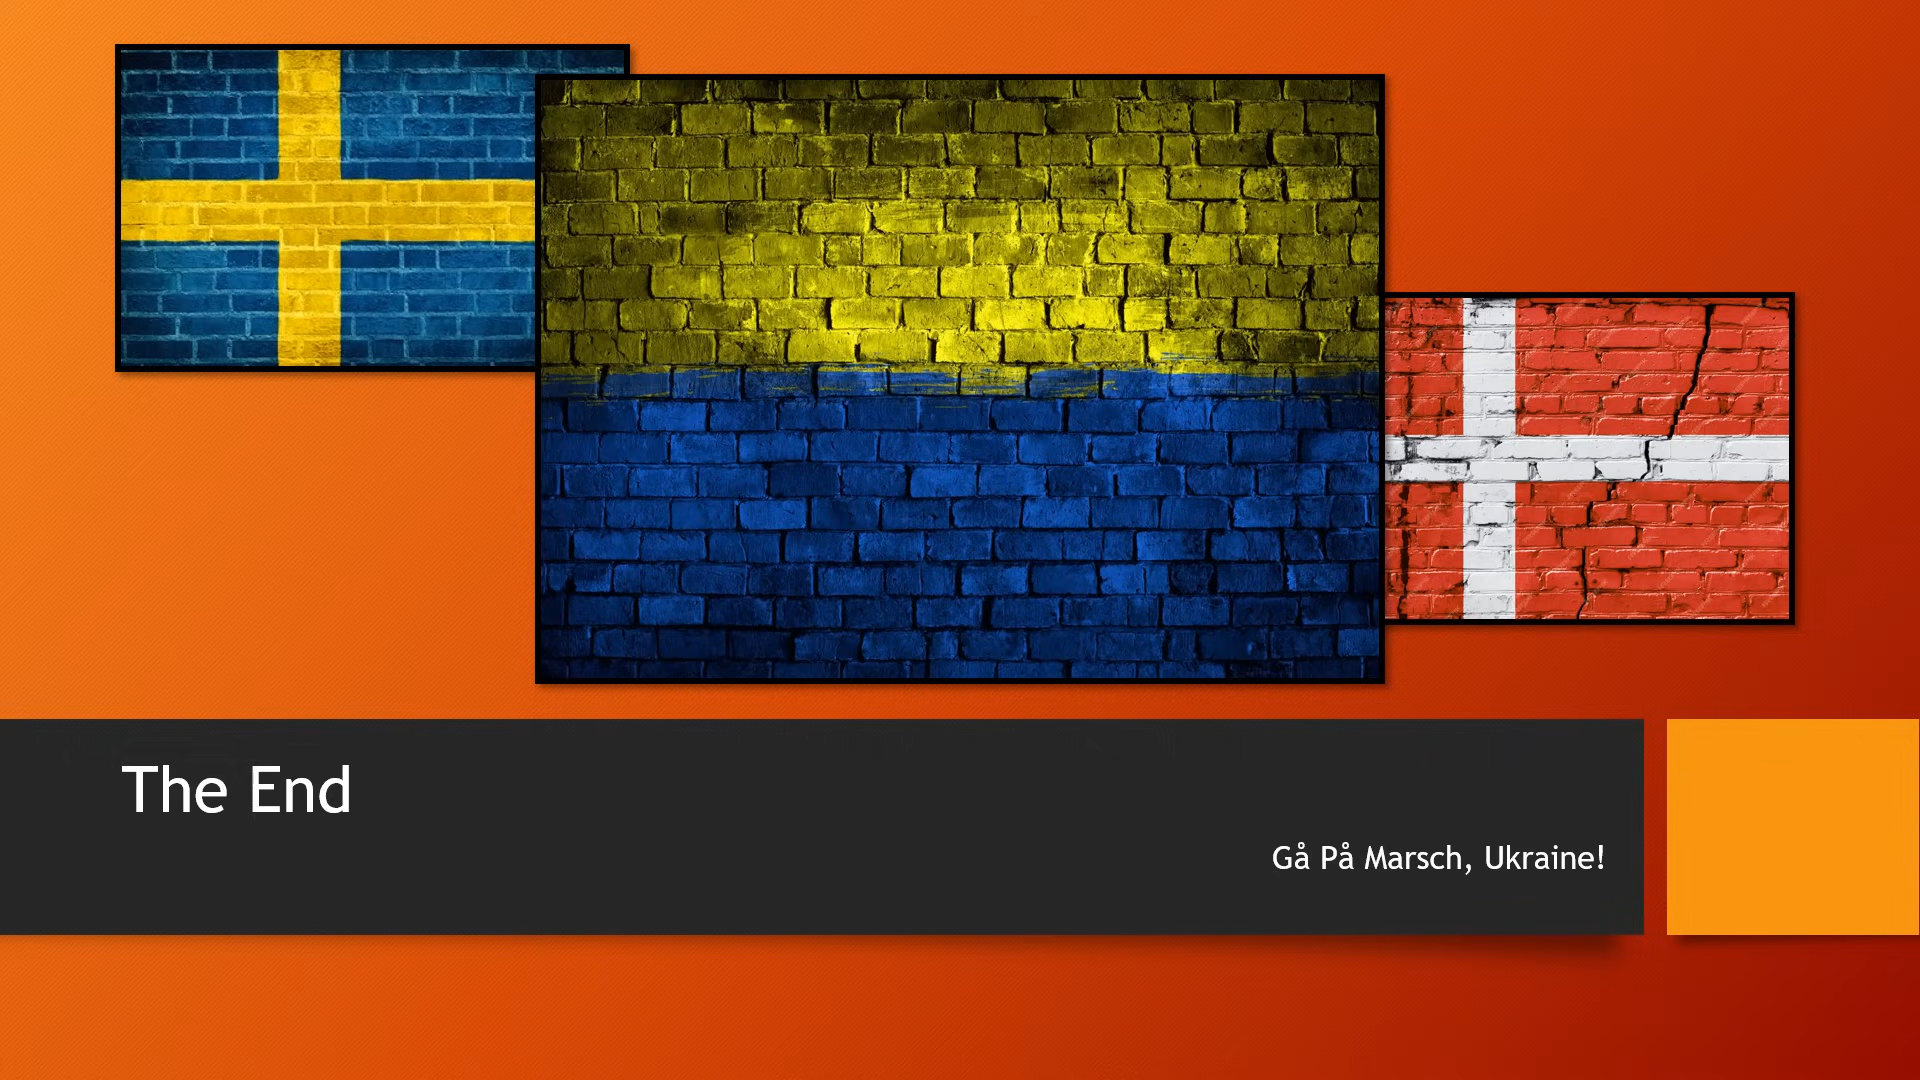 The End
Gå På Marsch, Ukraine!